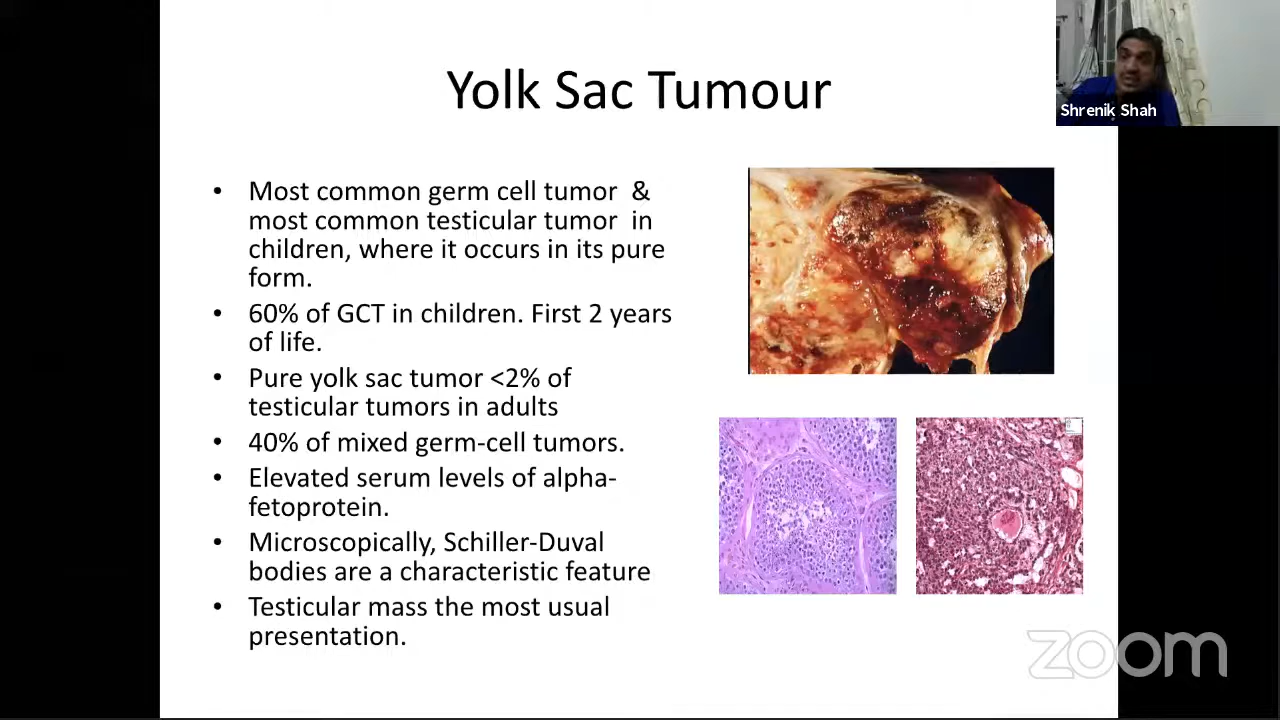 Yolk Sac Tumour
Shrenik Shah
• Most common germ cell tumor &
most common testicular tumor in
children, where it occurs in its pure
form.
• 60% of GCT in children. First 2 years
of life.
• Pure yolk sac tumor <2% of
testicular tumors in adults
• 40% of mixed germ-cell tumors.
• Elevated serum levels of alpha-
fetoprotein.
• Microscopically, Schiller-Duval
bodies are a characteristic feature
• Testicular mass the most usual
presentation.
zoom